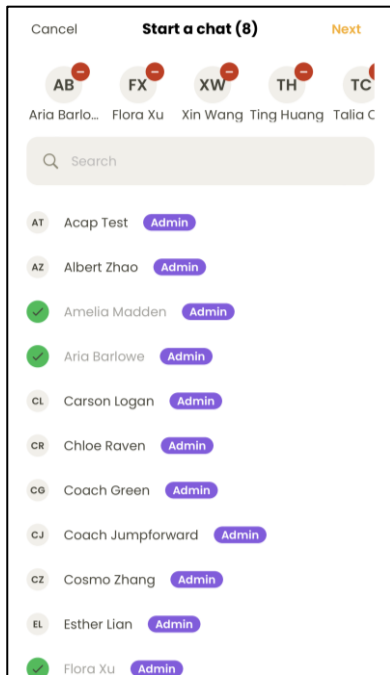 Cancel Start a chat (8) Next
AB FX XW TH TC
Aria Barlo... Flora Xu Xin Wang Ting Huang Talia C
Search
AT Acap Test Admin
AZ Albert Zhao Admin
Amelia Madden Admin
Aria Barlowe Admin
CL Carson Logan Admin
CR Chloe Raven Admin
CG Coach Green Admin
CJ Coach Jumpforward Admin
CZ Cosmo Zhang Admin
EL Esther Lian Admin
Flora Xu Admin